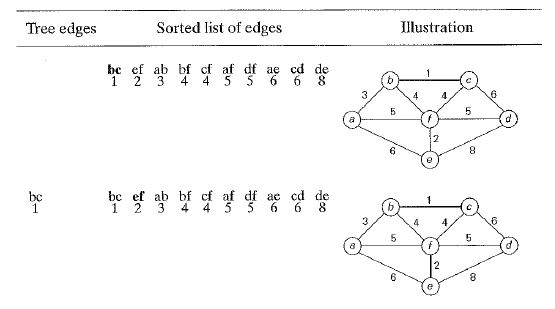 Tree edges Sorted list of edges Illustration
bc ef ab bf cf af df ae cd de
1 2 3 4 4 5 5 6 6 8
b 1 c
3 4 4 6
a 5 f 5 d
2
6 8
e
bc bc ef ab bf cf af df ae cd de
1 1 2 3 4 4 5 5 6 6 8
b 1 c
3 4 4 6
a 5 f 5 d
2
6 8
e